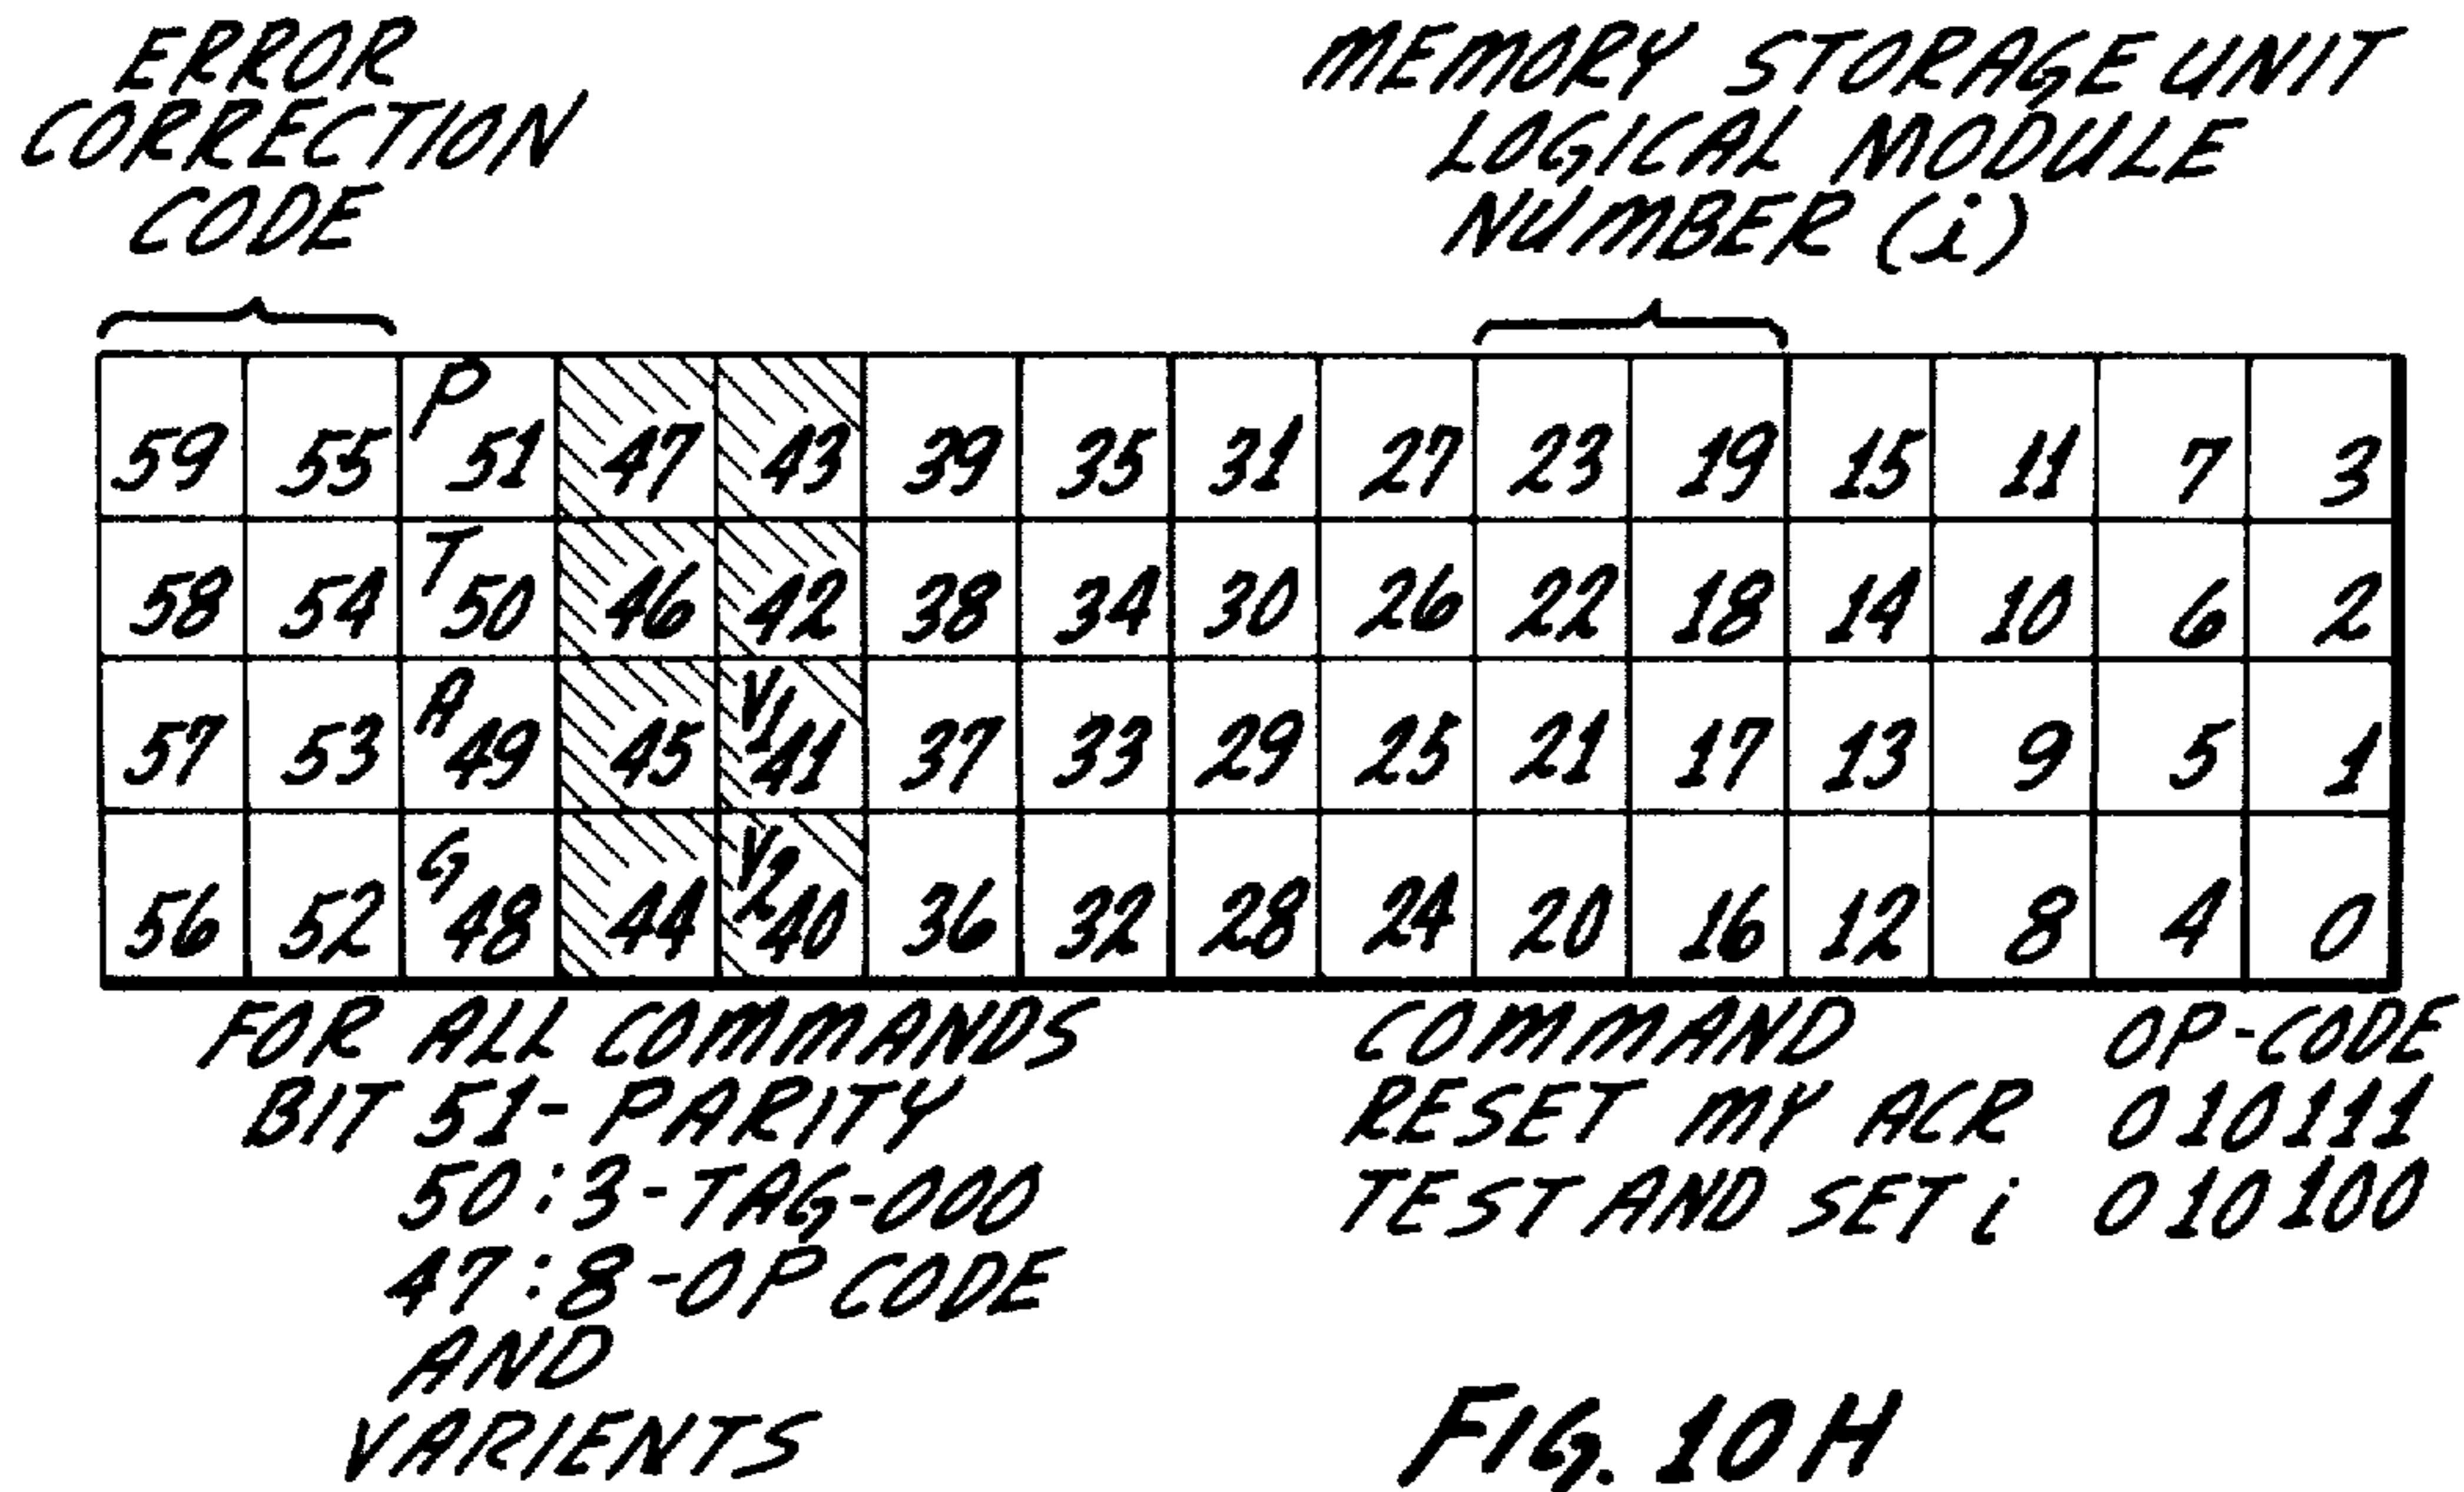 ERROR
CORRECTION
CODE
MEMORY STORAGE UNIT
LOGICAL MODULE
NUMBER (i)
59 55 P 51 47 43 39 35 31 27 23 19 15 11 7 3
58 54 T 50 46 42 38 34 30 26 22 18 14 10 6 2
57 53 A 49 45 V1 41 37 33 29 25 21 17 13 9 5 1
56 52 G 48 44 V2 40 36 32 28 24 20 16 12 8 4 0
FOR ALL COMMANDS
BIT 51- PARITY
50:3-TAG-000
47:8-OP CODE
AND
VARIENTS
COMMAND OP-CODE
RESET MY ACR 010111
TEST AND SET i 010100
FIG. 10H